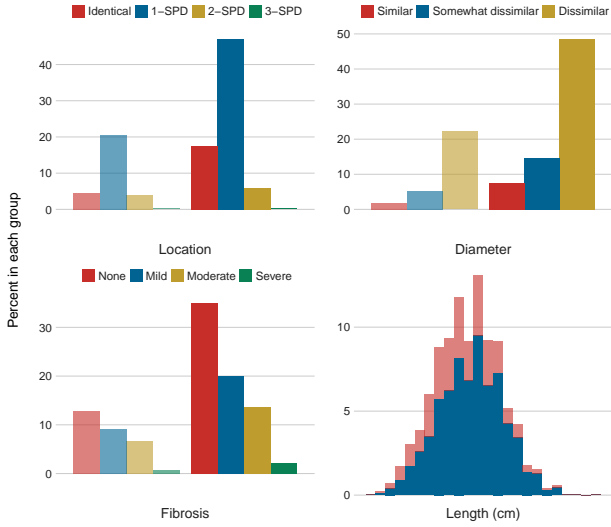 Identical 1−SPD 2−SPD 3−SPD
40
30
20
10
0
Location
Similar Somewhat dissimilar Dissimilar
50
40
30
20
10
0
Diameter
Percent in each group
None Mild Moderate Severe
30
20
10
0
Fibrosis
10
5
0
Length (cm)